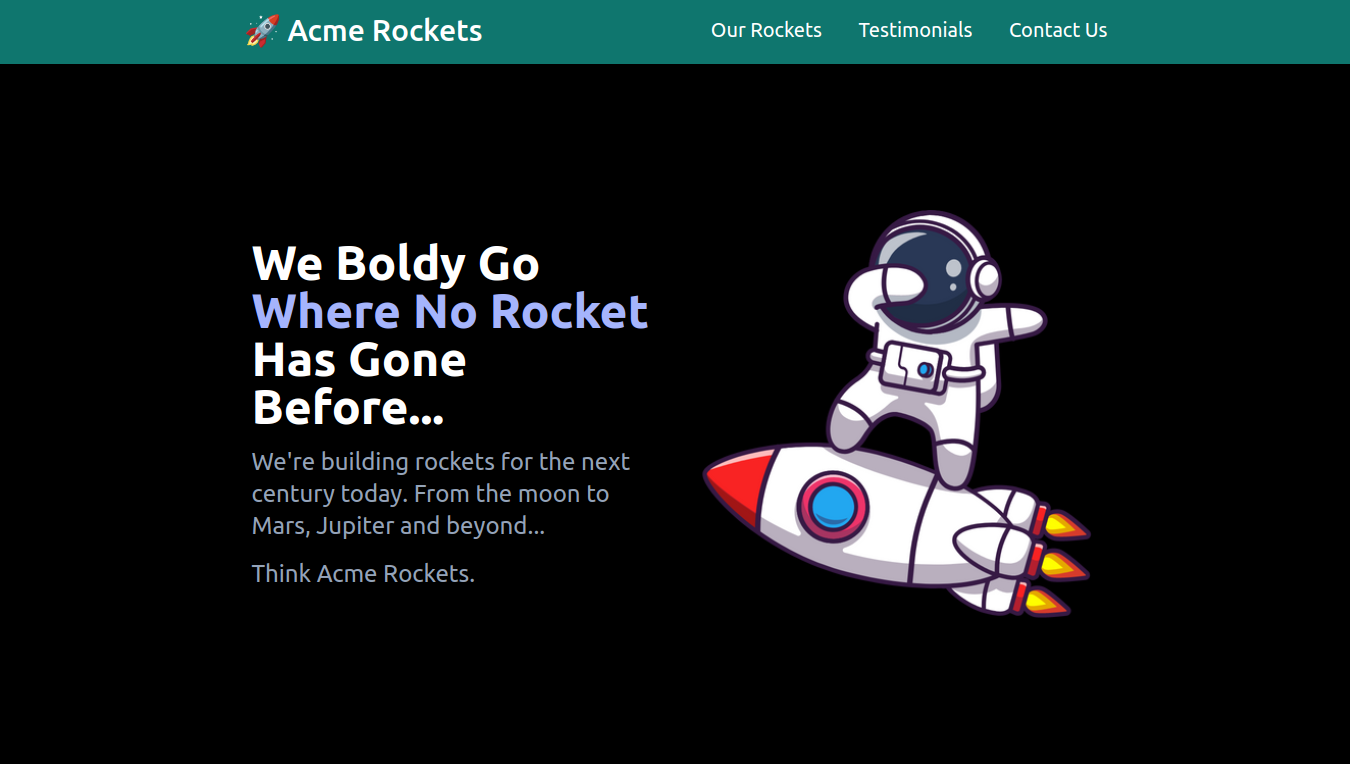 🚀 Acme Rockets
Our Rockets Testimonials Contact Us
We Boldy Go
Where No Rocket
Has Gone
Before...
We're building rockets for the next
century today. From the moon to
Mars, Jupiter and beyond...
Think Acme Rockets.